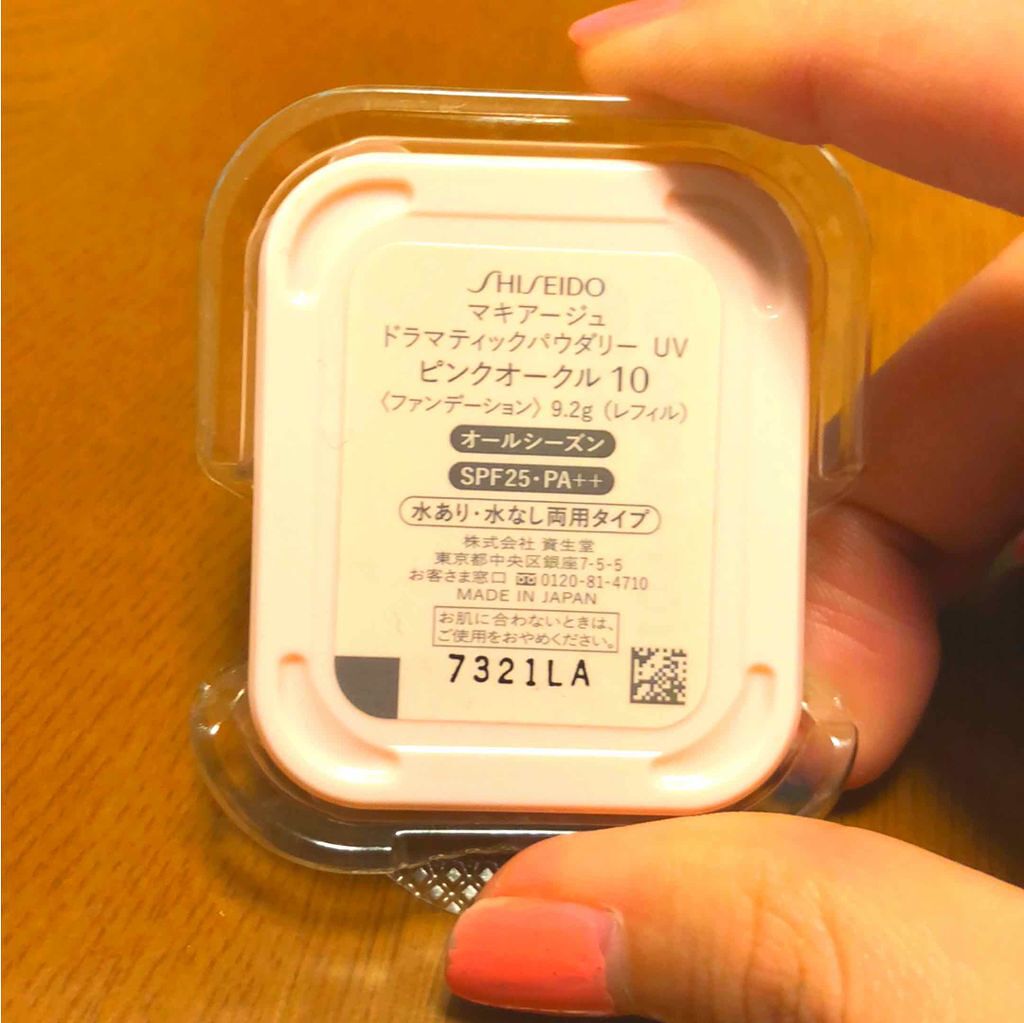 SHISEIDO
マキアージュ
ドラマティックパウダリー UV
ピンクオークル 10
〈ファンデーション〉 9.2g (レフィル)
オールシーズン
SPF25・PA++
水あり・水なし両用タイプ
株式会社 資生堂
東京都中央区銀座7-5-5
お客さま窓口 0120-81-4710
MADE IN JAPAN
お肌に合わないときは、
ご使用をおやめください。
7321LA